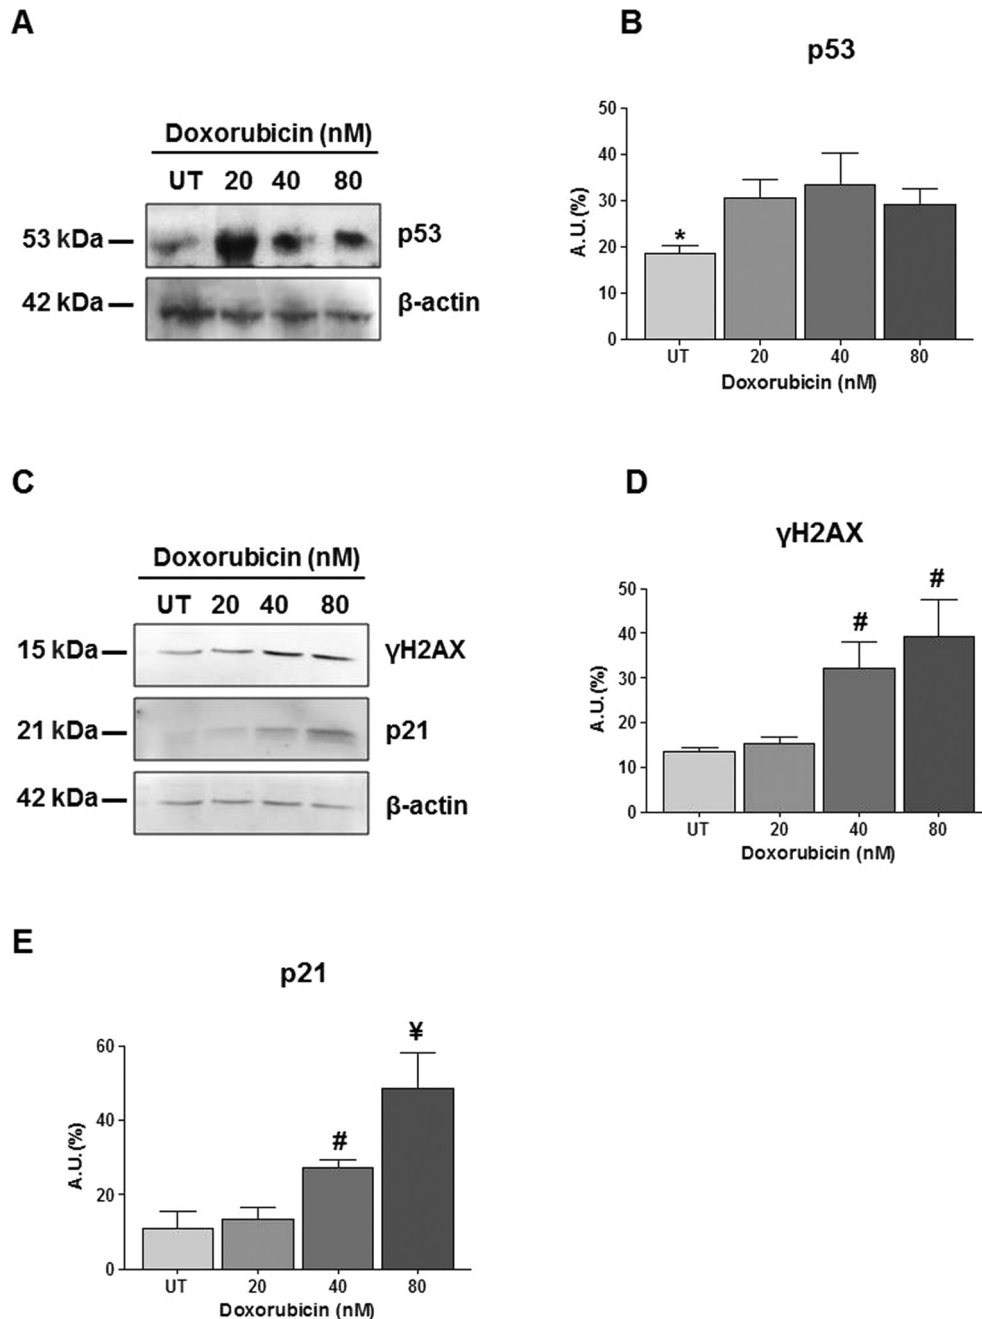 A
Doxorubicin (nM)
UT 20 40 80
53 kDa
p53
42 kDa
β-actin
B
p53
50
40
30
20
10
0
A.U.(%)
*
UT 20 40 80
Doxorubicin (nM)
C
Doxorubicin (nM)
UT 20 40 80
15 kDa
γH2AX
21 kDa
p21
42 kDa
β-actin
D
γH2AX
50
40
30
20
10
0
A.U.(%)
#
#
UT 20 40 80
Doxorubicin (nM)
E
p21
60
40
20
0
A.U.(%)
#
¥
UT 20 40 80
Doxorubicin (nM)